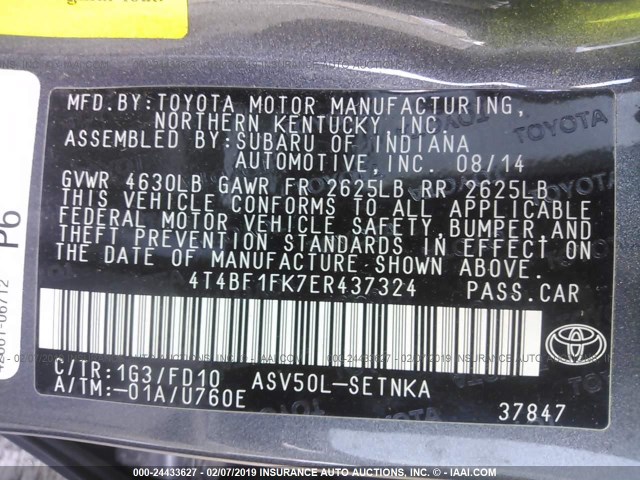 MFD.BY:TOYOTA MOTOR MANUFACTURING,
NORTHERN KENTUCKY,INC.
ASSEMBLED BY:SUBARU OF INDIANA
AUTOMOTIVE,INC. 08/14
GVWR 4630LB GAWR FR 2625LB RR 2625LB
THIS VEHICLE CONFORMS TO ALL APPLICABLE
FEDERAL MOTOR VEHICLE SAFETY,BUMPER,AND
THEFT PREVENTION STANDARDS IN EFFECT ON
THE DATE OF MANUFACTURE SHOWN ABOVE.
4T4BF1FK7ER437324 PASS.CAR
C/TR:1G3/FD10 ASV50L-SETNKA
A/TM:-01A/U760E
37847
P6
TOYOTA
000-24433627 - 02/07/2019 INSURANCE AUTO AUCTIONS - © - IAAI.COM